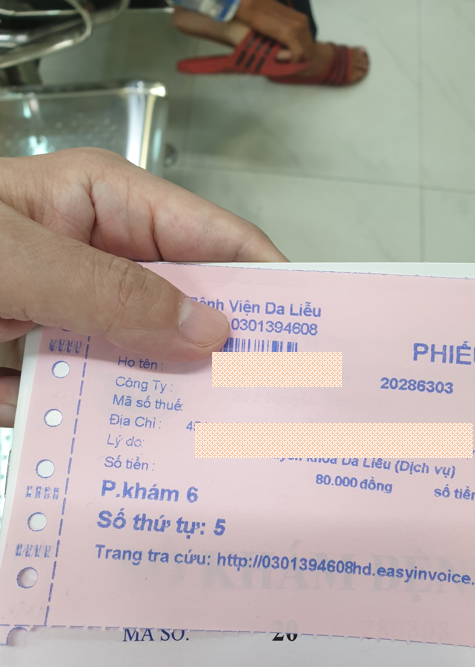 Bệnh Viện Da Liễu
0301394608
PHIẾU
20286303
Họ tên :
Công Ty :
Mã số thuế:
Địa Chỉ :
Lý do: khoa Da Liễu (Dịch vụ)
Số tiền : 80.000 đồng số tiền
P.khám 6
Số thứ tự: 5
Trang tra cứu: http://0301394608hd.easyinvoice.
MÃ SỐ: 20